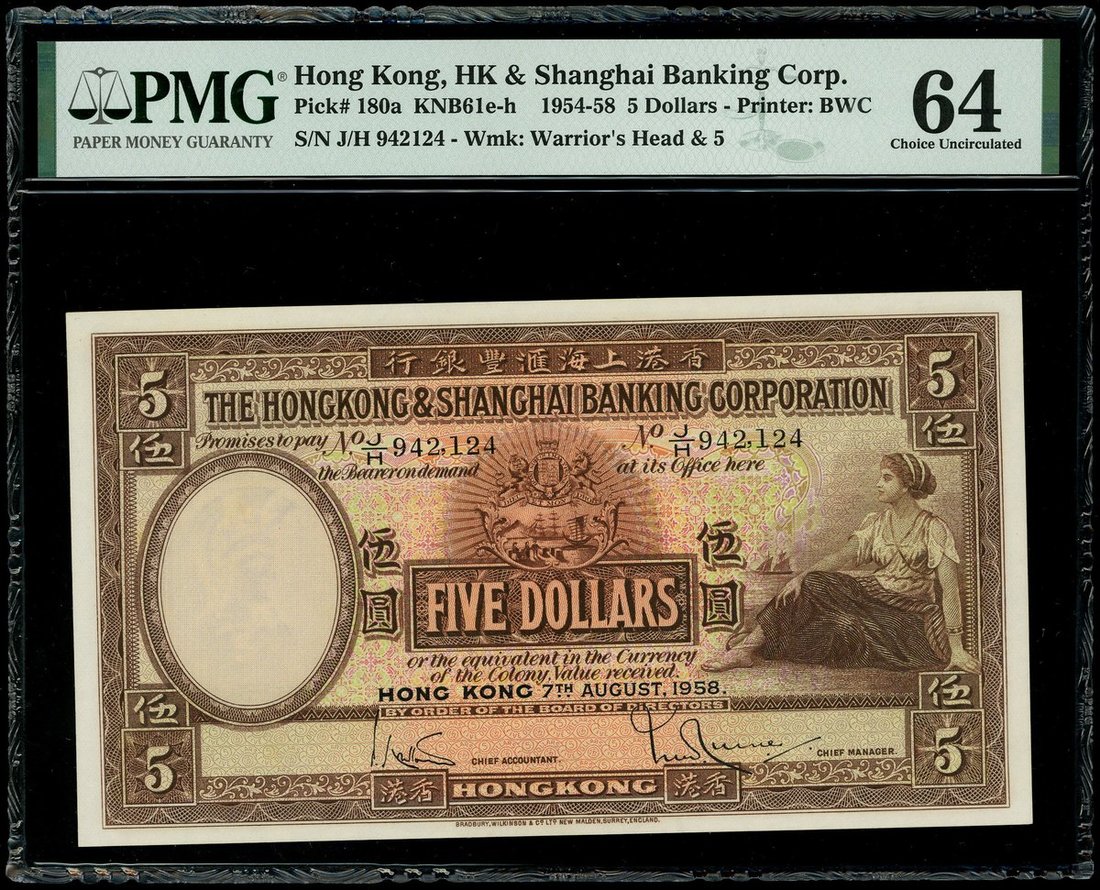 PMG®
PAPER MONEY GUARANTY
Hong Kong, HK & Shanghai Banking Corp.
Pick# 180a KNB61e-h 1954-58 5 Dollars - Printer: BWC
S/N J/H 942124 - Wmk: Warrior's Head & 5
64
Choice Uncirculated
行銀豐滙海上港香
5
5
THE HONGKONG & SHANGHAI BANKING CORPORATION
伍
伍
Promises to pay No J/H 942,124
No J/H 942,124
the Bearer on demand
at its Office here
伍圓
伍圓
FIVE DOLLARS
or the equivalent in the Currency
of the Colony, Value received.
HONG KONG 7TH AUGUST, 1958.
BY ORDER OF THE BOARD OF DIRECTORS
伍
伍
5
5
CHIEF ACCOUNTANT.
CHIEF MANAGER.
港香
HONGKONG
港香
BRADBURY, WILKINSON & Co LTD NEW MALDEN, SURREY, ENGLAND.